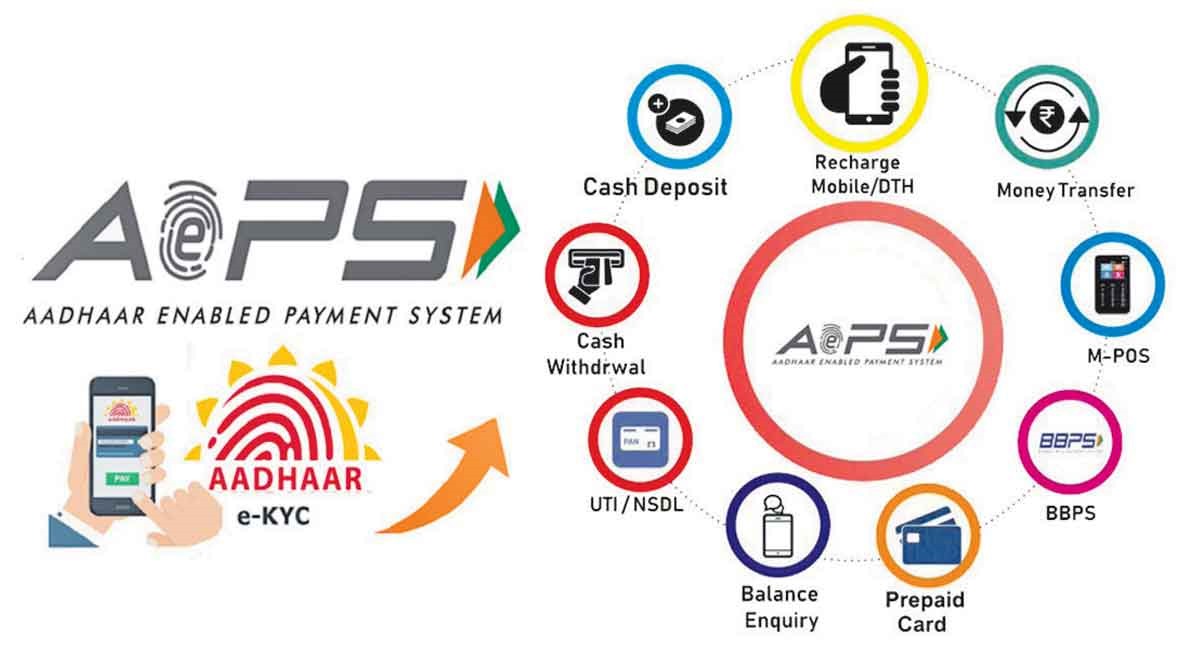 AePS
AADHAAR ENABLED PAYMENT SYSTEM
AADHAAR
PAY
AADHAAR
e-KYC
Cash Deposit
Recharge
Mobile/DTH
₹
Money Transfer
Cash
Withdrwal
AePS
AADHAAR ENABLED PAYMENT SYSTEM
M-POS
PAN
UTI / NSDL
BBPS
BBPS
Balance
Enquiry
Prepaid
Card